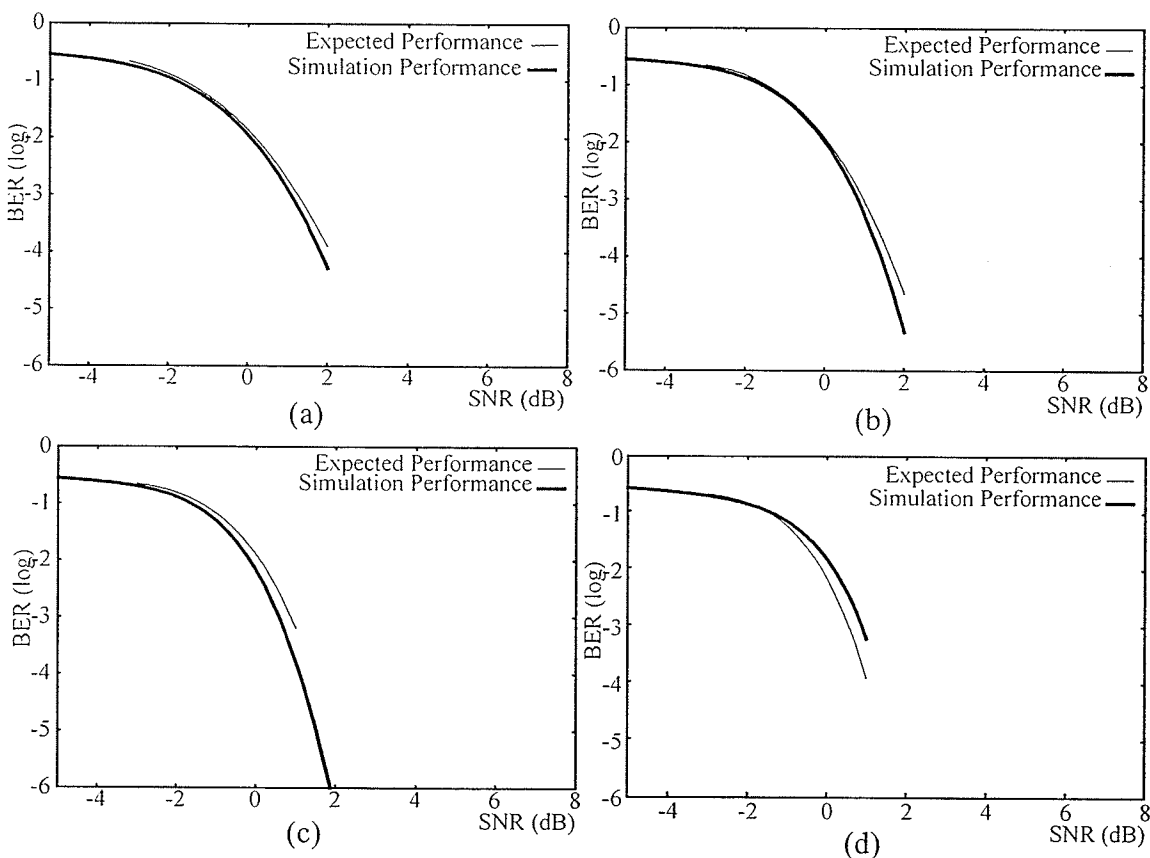 0
Expected Performance
Simulation Performance
-1
-2
BER (log)
-3
-4
-5
-6
-4
-2
0
2
4
6
8
SNR (dB)
(a)
0
Expected Performance
Simulation Performance
-1
-2
BER (log)
-3
-4
-5
-6
-4
-2
0
2
4
6
8
SNR (dB)
(b)
0
Expected Performance
Simulation Performance
-1
-2
BER (log)
-3
-4
-5
-6
-4
-2
0
2
4
6
8
SNR (dB)
(c)
0
Expected Performance
Simulation Performance
-1
-2
BER (log)
-3
-4
-5
-6
-4
-2
0
2
4
6
8
SNR (dB)
(d)